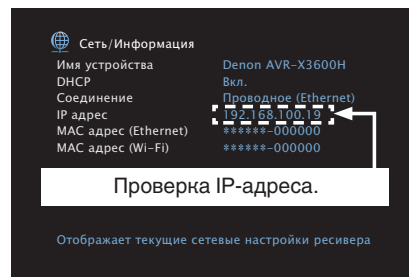 Сеть/Информация
Имя устройства Denon AVR-X3600H
DHCP Вкл.
Соединение Проводное (Ethernet)
IP адрес 192.168.100.19
MAC адрес (Ethernet) ******-000000
MAC адрес (Wi-Fi) ******-000000
Проверка IP-адреса.
Отображает текущие сетевые настройки ресивера